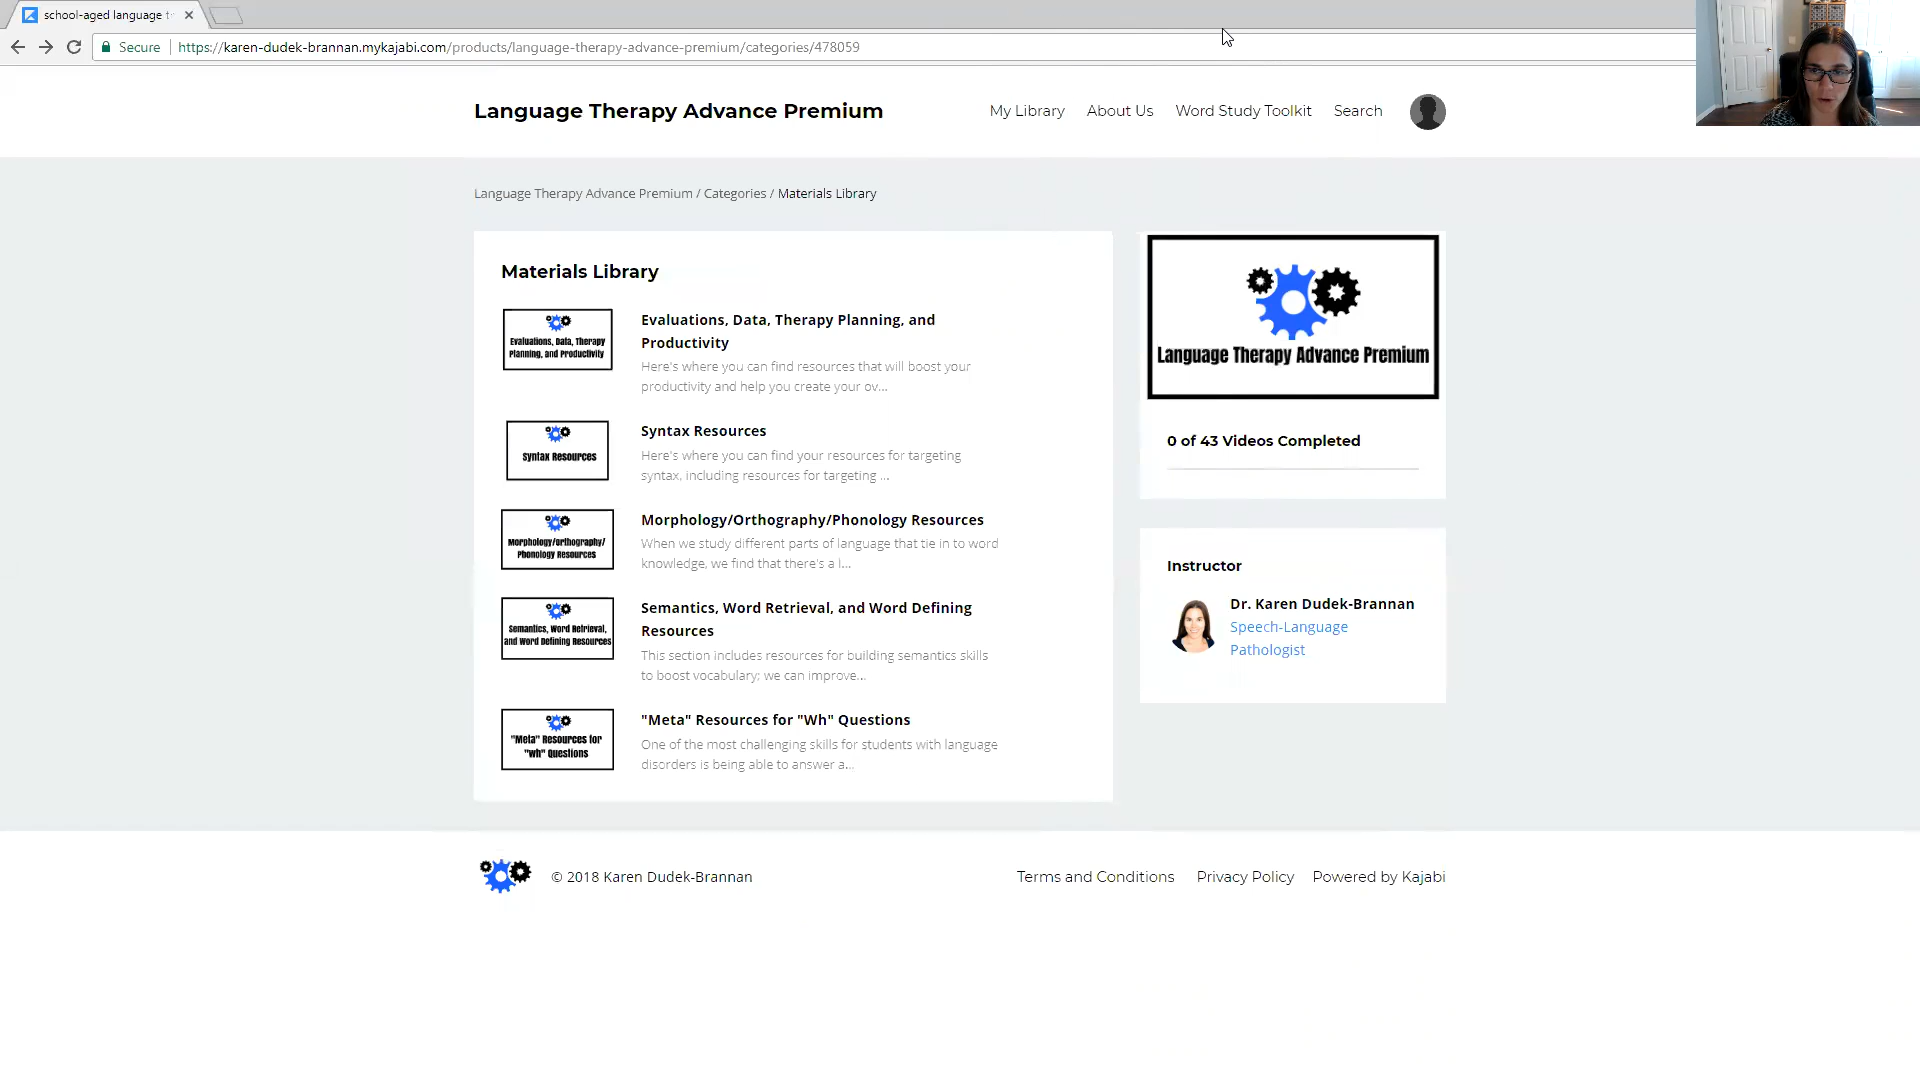 school-aged language t
Secure
https://karen-dudek-brannan.mykajabi.com/products/language-therapy-advance-premium/categories/478059
Language Therapy Advance Premium
My Library
About Us
Word Study Toolkit
Search
Language Therapy Advance Premium / Categories / Materials Library
Materials Library
Evaluations, Data, Therapy
Planning, and Productivity
Evaluations, Data, Therapy Planning, and
Productivity
Here's where you can find resources that will boost your
productivity and help you create your ov...
Syntax Resources
Syntax Resources
Here's where you can find your resources for targeting
syntax, including resources for targeting ...
Morphology/Orthography/
Phonology Resources
Morphology/Orthography/Phonology Resources
When we study different parts of language that tie in to word
knowledge, we find that there's a l...
Semantics, Word Retrieval,
and Word Defining Resources
Semantics, Word Retrieval, and Word Defining
Resources
This section includes resources for building semantics skills
to boost vocabulary; we can improve...
"Meta" Resources for
"wh" Questions
"Meta" Resources for "Wh" Questions
One of the most challenging skills for students with language
disorders is being able to answer a...
Language Therapy Advance Premium
0 of 43 Videos Completed
Instructor
Dr. Karen Dudek-Brannan
Speech-Language
Pathologist
© 2018 Karen Dudek-Brannan
Terms and Conditions
Privacy Policy
Powered by Kajabi